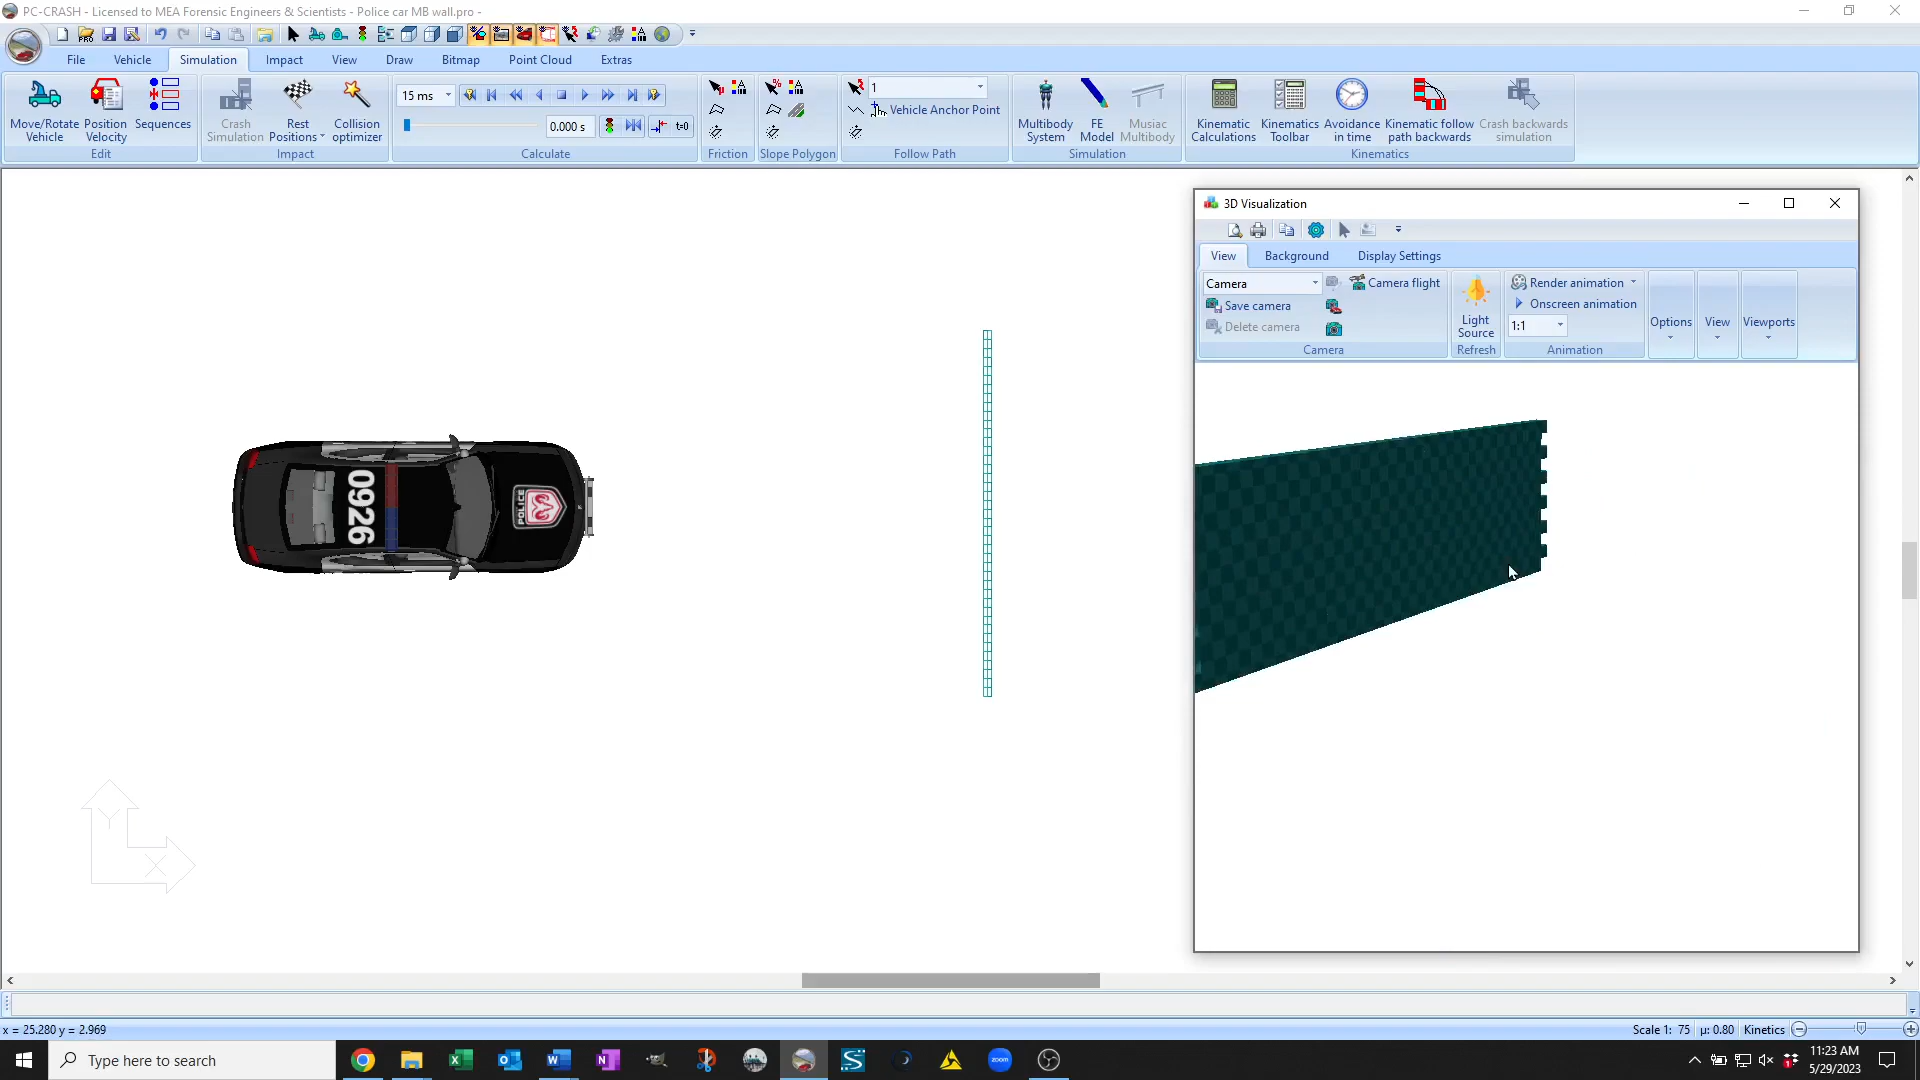 PC-CRASH - Licensed to MEA Forensic Engineers & Scientists - Police car MB wall.pro -
File Vehicle Simulation Impact View Draw Bitmap Point Cloud Extras
Move/Rotate Vehicle
Position Velocity
Sequences
Edit
Crash Simulation
Rest Positions
Collision optimizer
Impact
15 ms
0.000 s
t=0
Calculate
Friction
Slope Polygon
1
Vehicle Anchor Point
Follow Path
Multibody System
FE Model
Musiac Multibody
Simulation
Kinematic Calculations
Kinematics Toolbar
Avoidance in time
Kinematic follow path backwards
Crash backwards simulation
Kinematics
3D Visualization
View Background Display Settings
Camera
Camera flight
Save camera
Delete camera
Camera
Light Source
Refresh
Render animation
Onscreen animation
1:1
Animation
Options
View
Viewports
0926
POLICE
Y
X
x = 25.280 y = 2.969
Scale 1: 75 µ: 0.80 Kinetics
Type here to search
zoom
11:23 AM
5/29/2023